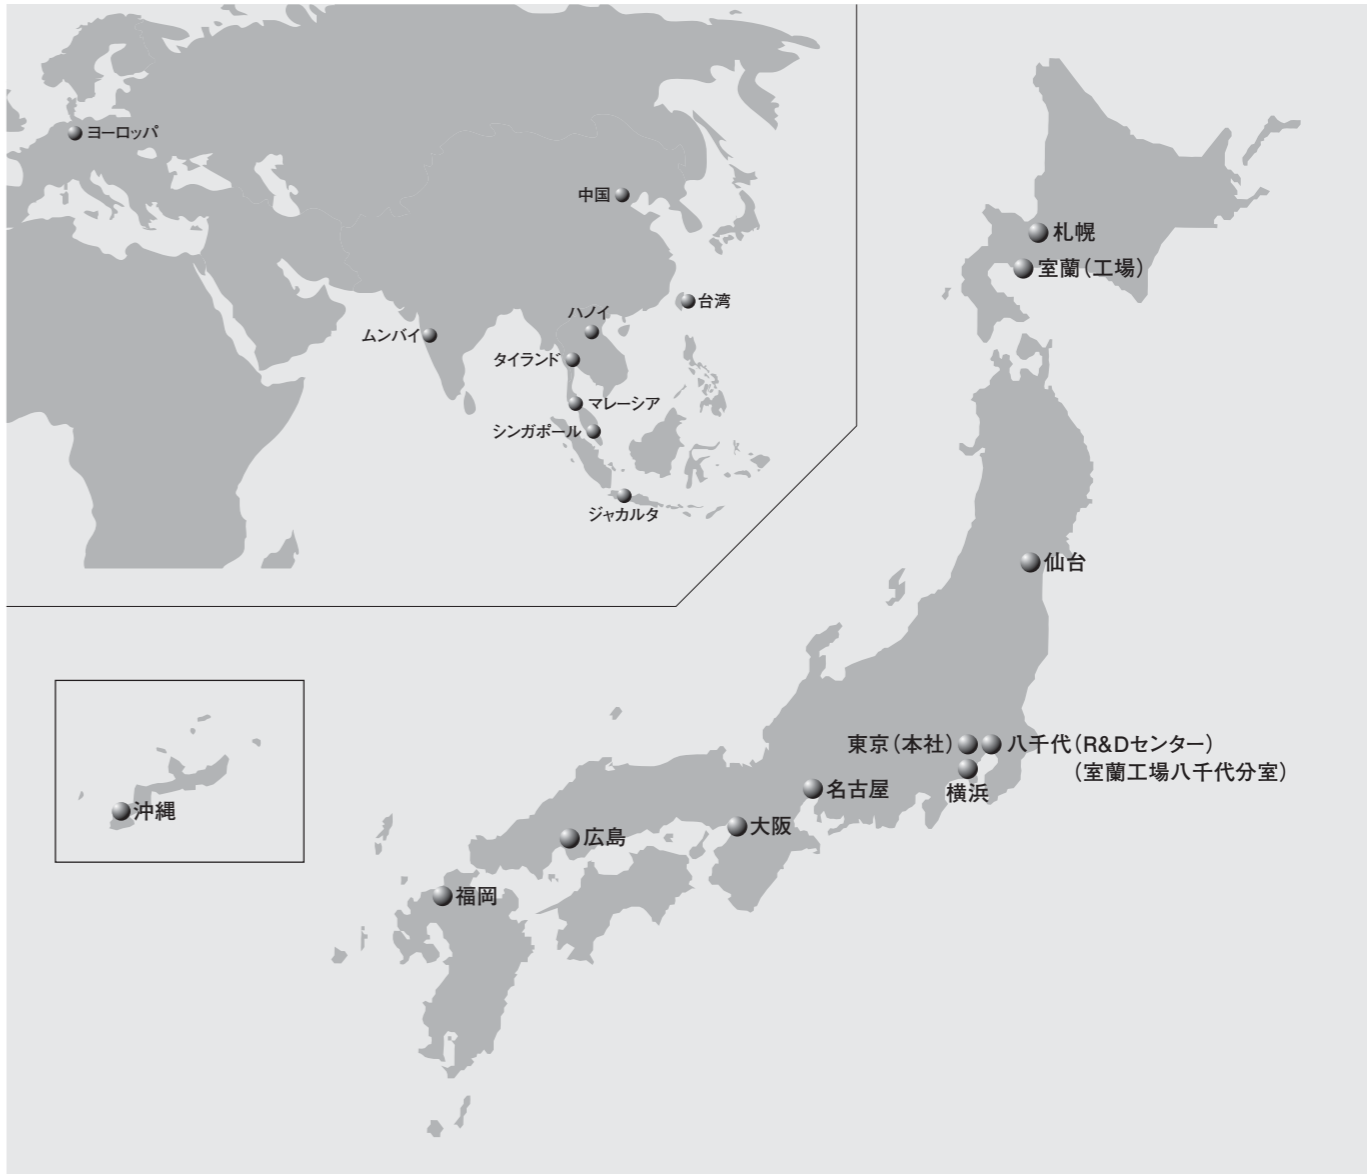 ヨーロッパ
中国
台湾
ハノイ
ムンバイ
タイランド
マレーシア
シンガポール
ジャカルタ
札幌
室蘭（工場）
仙台
東京（本社）
八千代（R&Dセンター）
（室蘭工場八千代分室）
横浜
名古屋
大阪
広島
福岡
沖縄